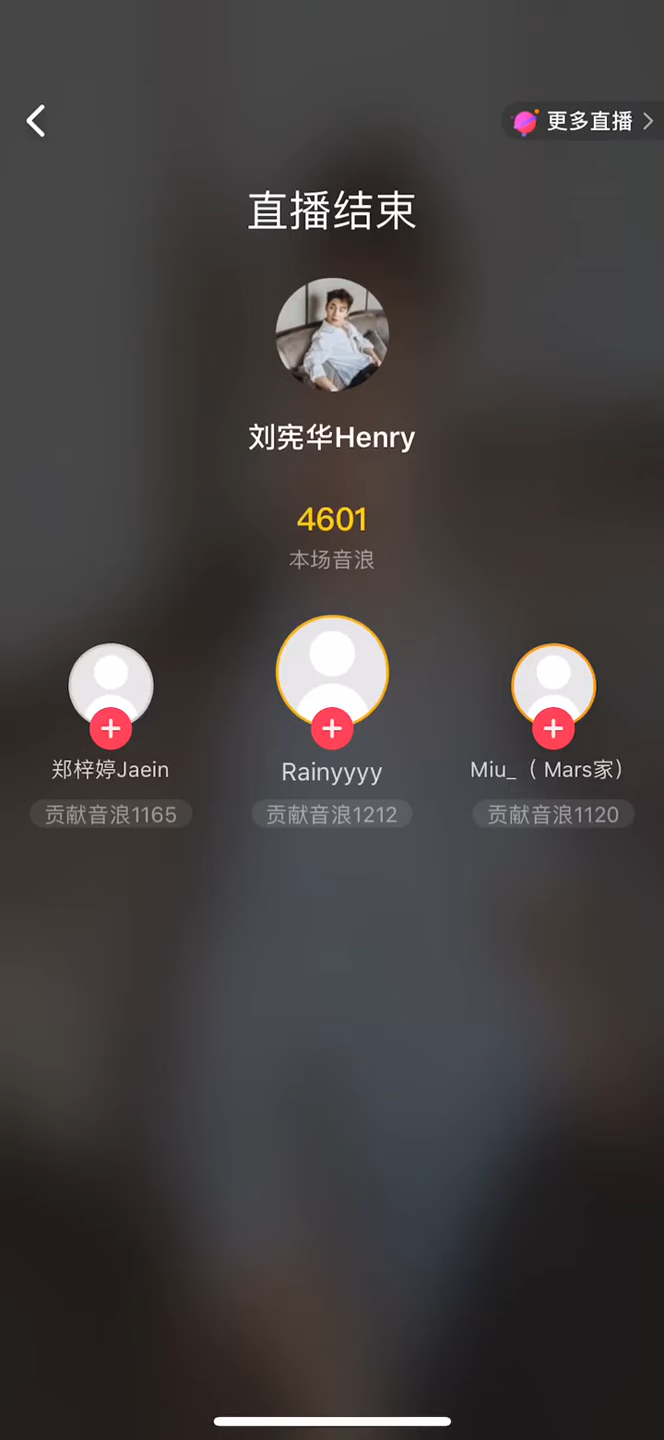 更多直播
直播结束
刘宪华Henry
4601
本场音浪
郑梓婷Jaein
Rainyyyy
Miu_（ Mars家）
贡献音浪1165
贡献音浪1212
贡献音浪1120